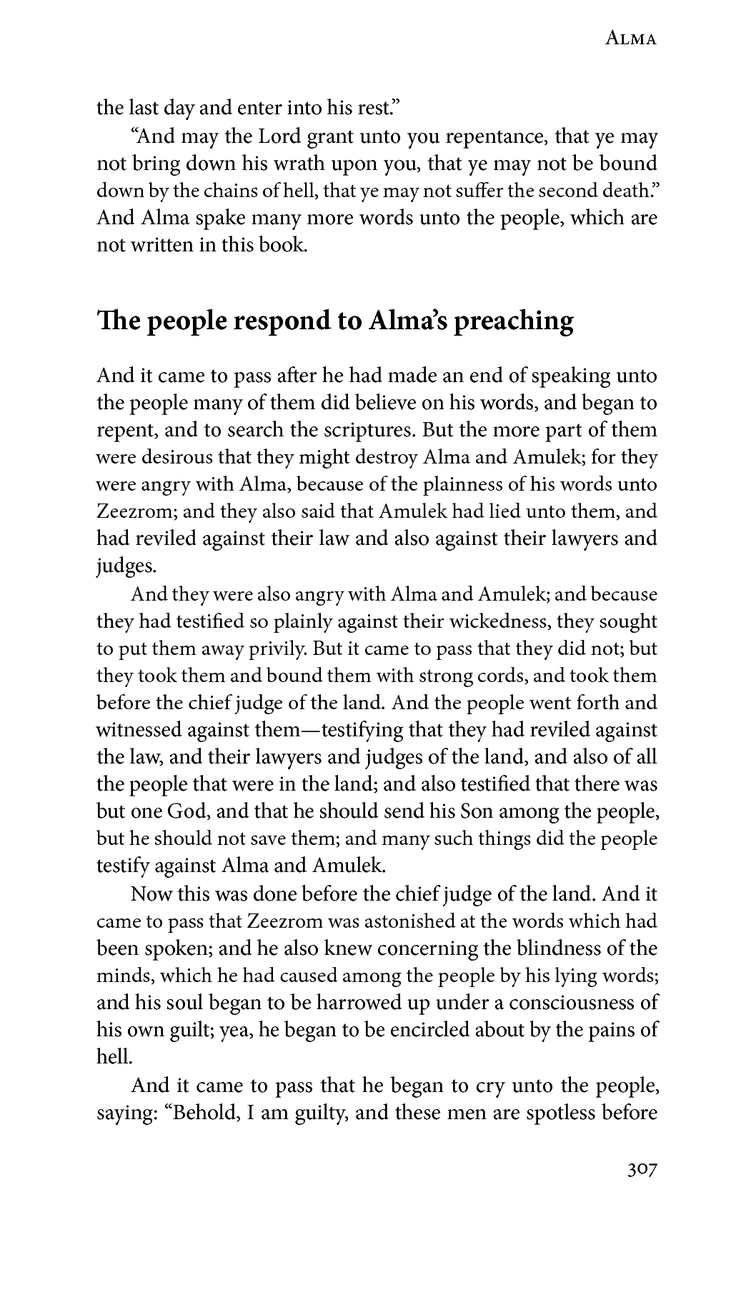 Alma
the last day and enter into his rest.”
“And may the Lord grant unto you repentance, that ye may
not bring down his wrath upon you, that ye may not be bound
down by the chains of hell, that ye may not suffer the second death.”
And Alma spake many more words unto the people, which are
not written in this book.
The people respond to Alma’s preaching
And it came to pass after he had made an end of speaking unto
the people many of them did believe on his words, and began to
repent, and to search the scriptures. But the more part of them
were desirous that they might destroy Alma and Amulek; for they
were angry with Alma, because of the plainness of his words unto
Zeezrom; and they also said that Amulek had lied unto them, and
had reviled against their law and also against their lawyers and
judges.
And they were also angry with Alma and Amulek; and because
they had testified so plainly against their wickedness, they sought
to put them away privily. But it came to pass that they did not; but
they took them and bound them with strong cords, and took them
before the chief judge of the land. And the people went forth and
witnessed against them—testifying that they had reviled against
the law, and their lawyers and judges of the land, and also of all
the people that were in the land; and also testified that there was
but one God, and that he should send his Son among the people,
but he should not save them; and many such things did the people
testify against Alma and Amulek.
Now this was done before the chief judge of the land. And it
came to pass that Zeezrom was astonished at the words which had
been spoken; and he also knew concerning the blindness of the
minds, which he had caused among the people by his lying words;
and his soul began to be harrowed up under a consciousness of
his own guilt; yea, he began to be encircled about by the pains of
hell.
And it came to pass that he began to cry unto the people,
saying: “Behold, I am guilty, and these men are spotless before
307